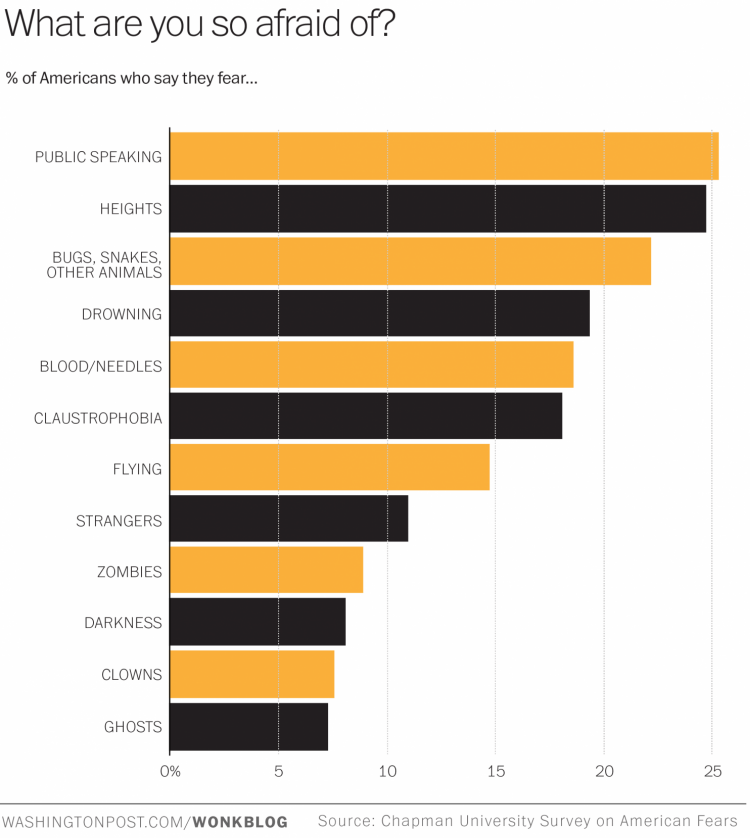 What are you so afraid of?
% of Americans who say they fear...
PUBLIC SPEAKING
HEIGHTS
BUGS, SNAKES,
OTHER ANIMALS
DROWNING
BLOOD/NEEDLES
CLAUSTROPHOBIA
FLYING
STRANGERS
ZOMBIES
DARKNESS
CLOWNS
GHOSTS
0% 5 10 15 20 25
WASHINGTONPOST.COM/WONKBLOG Source: Chapman University Survey on American Fears